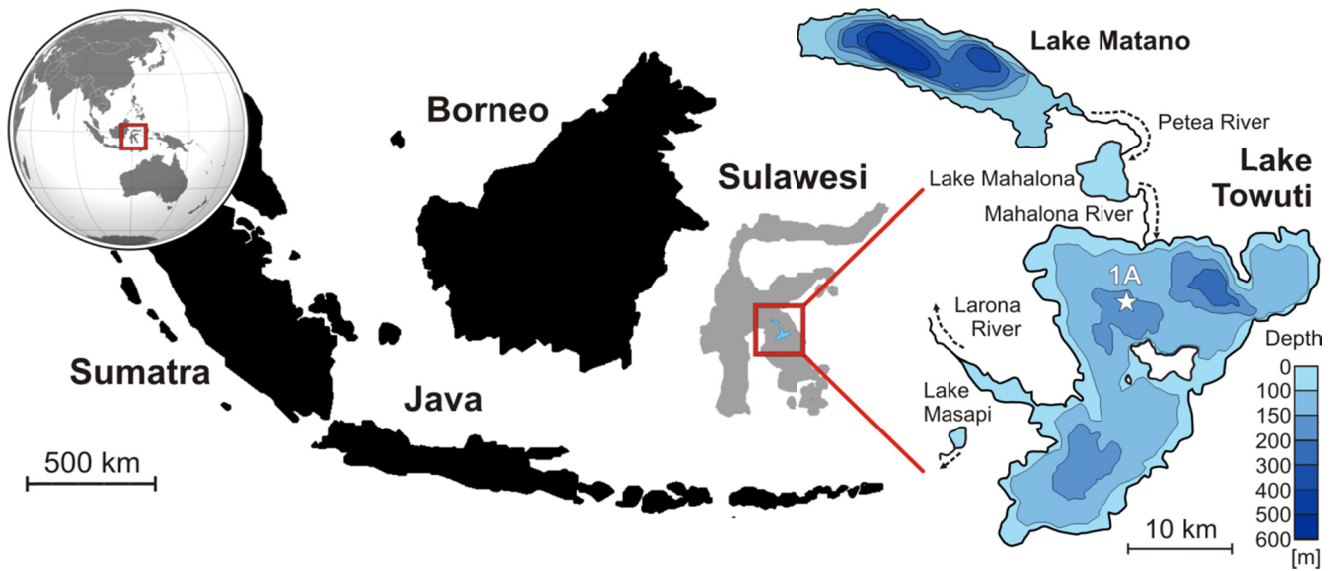 Borneo
Sulawesi
Sumatra
Java
500 km
Lake Matano
Petea River
Lake Mahalona
Mahalona River
Lake
Towuti
1A
Larona
River
Lake
Masapi
Depth
0
100
150
200
300
400
500
600
[m]
10 km